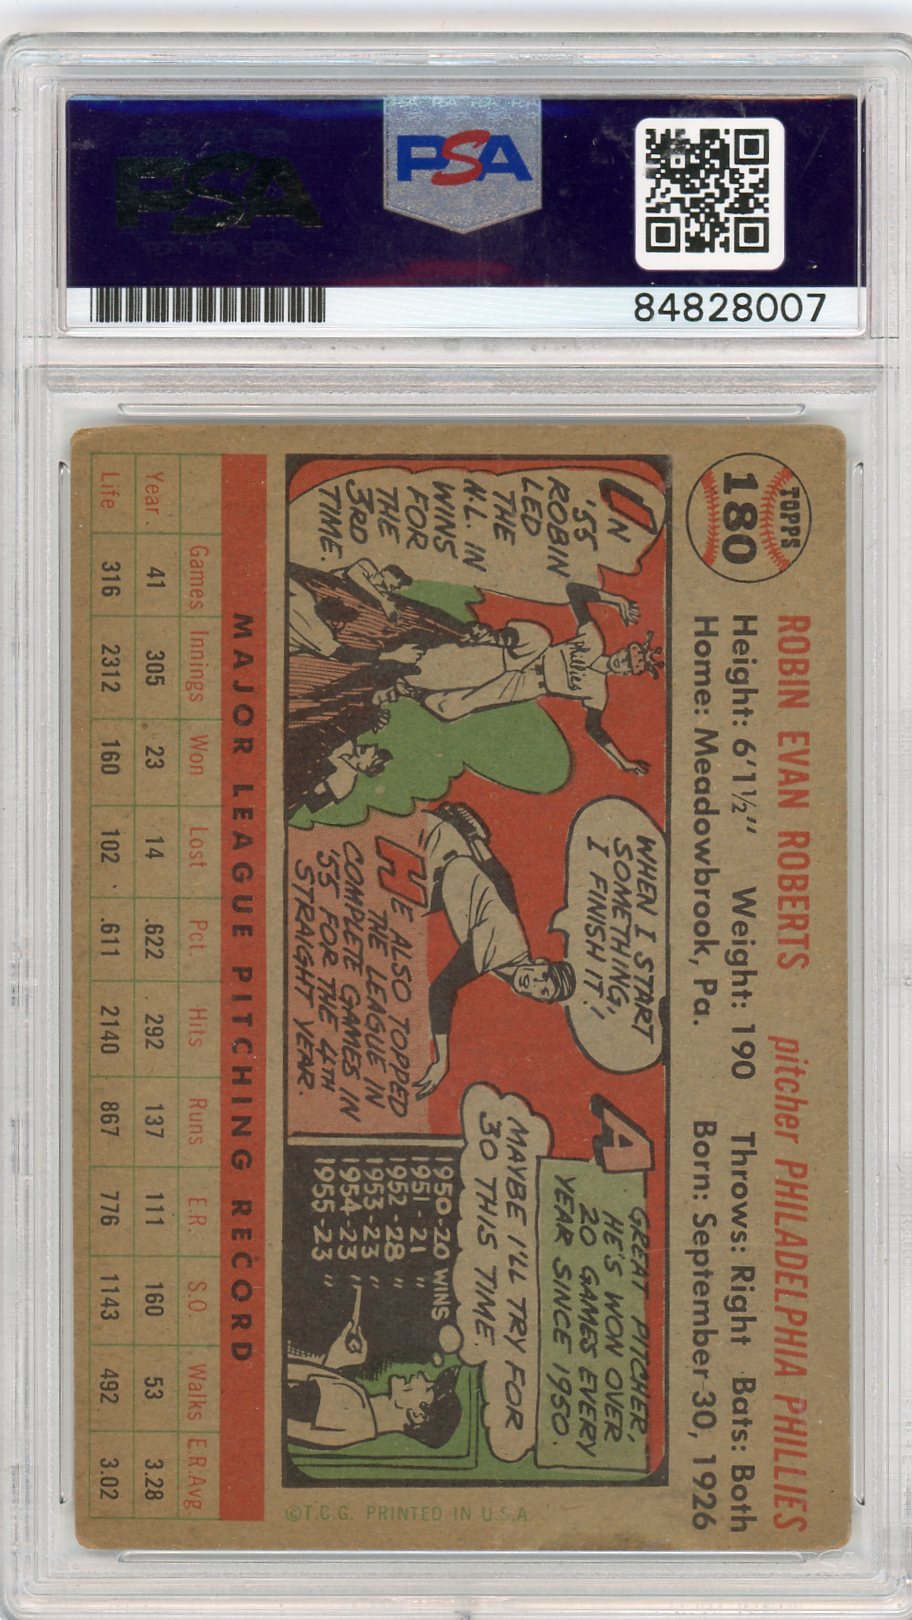 PSA
PSA
84828007
TOPPS
180
ROBIN EVAN ROBERTS pitcher PHILADELPHIA PHILLIES
Height: 6'1½" Weight: 190 Throws: Right Bats: Both
Home: Meadowbrook, Pa. Born: September 30, 1926
IN
'55
ROBIN
LED
THE
N.L. IN
WINS
FOR
THE
3RD
TIME.
Phillies
WHEN I START
SOMETHING,
I FINISH IT!
HE ALSO TOPPED
THE LEAGUE IN
COMPLETE GAMES IN
'55 FOR THE 4TH
STRAIGHT YEAR.
A GREAT PITCHER,
HE'S WON OVER
20 GAMES EVERY
YEAR SINCE 1950.
MAYBE I'LL TRY FOR
30 THIS TIME.
1950-20 WINS
1951-21 "
1952-28 "
1953-23 "
1954-23 "
1955-23 "
©T.C.G. PRINTED IN U.S.A.
MAJOR LEAGUE PITCHING RECORD
Games Innings Won Lost Pct. Hits Runs E.R. S.O. Walks E.R.Avg.
Year 41 305 23 14 .622 292 137 111 160 53 3.28
Life 316 2312 160 102 .611 2140 867 776 1143 492 3.02